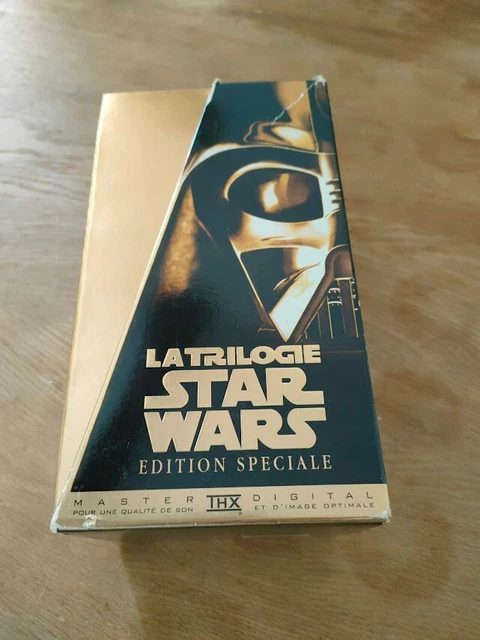 LA TRILOGIE
STAR
WARS
EDITION SPECIALE
MASTER THX DIGITAL
POUR UNE QUALITÉ DE SON ET D'IMAGE OPTIMALE